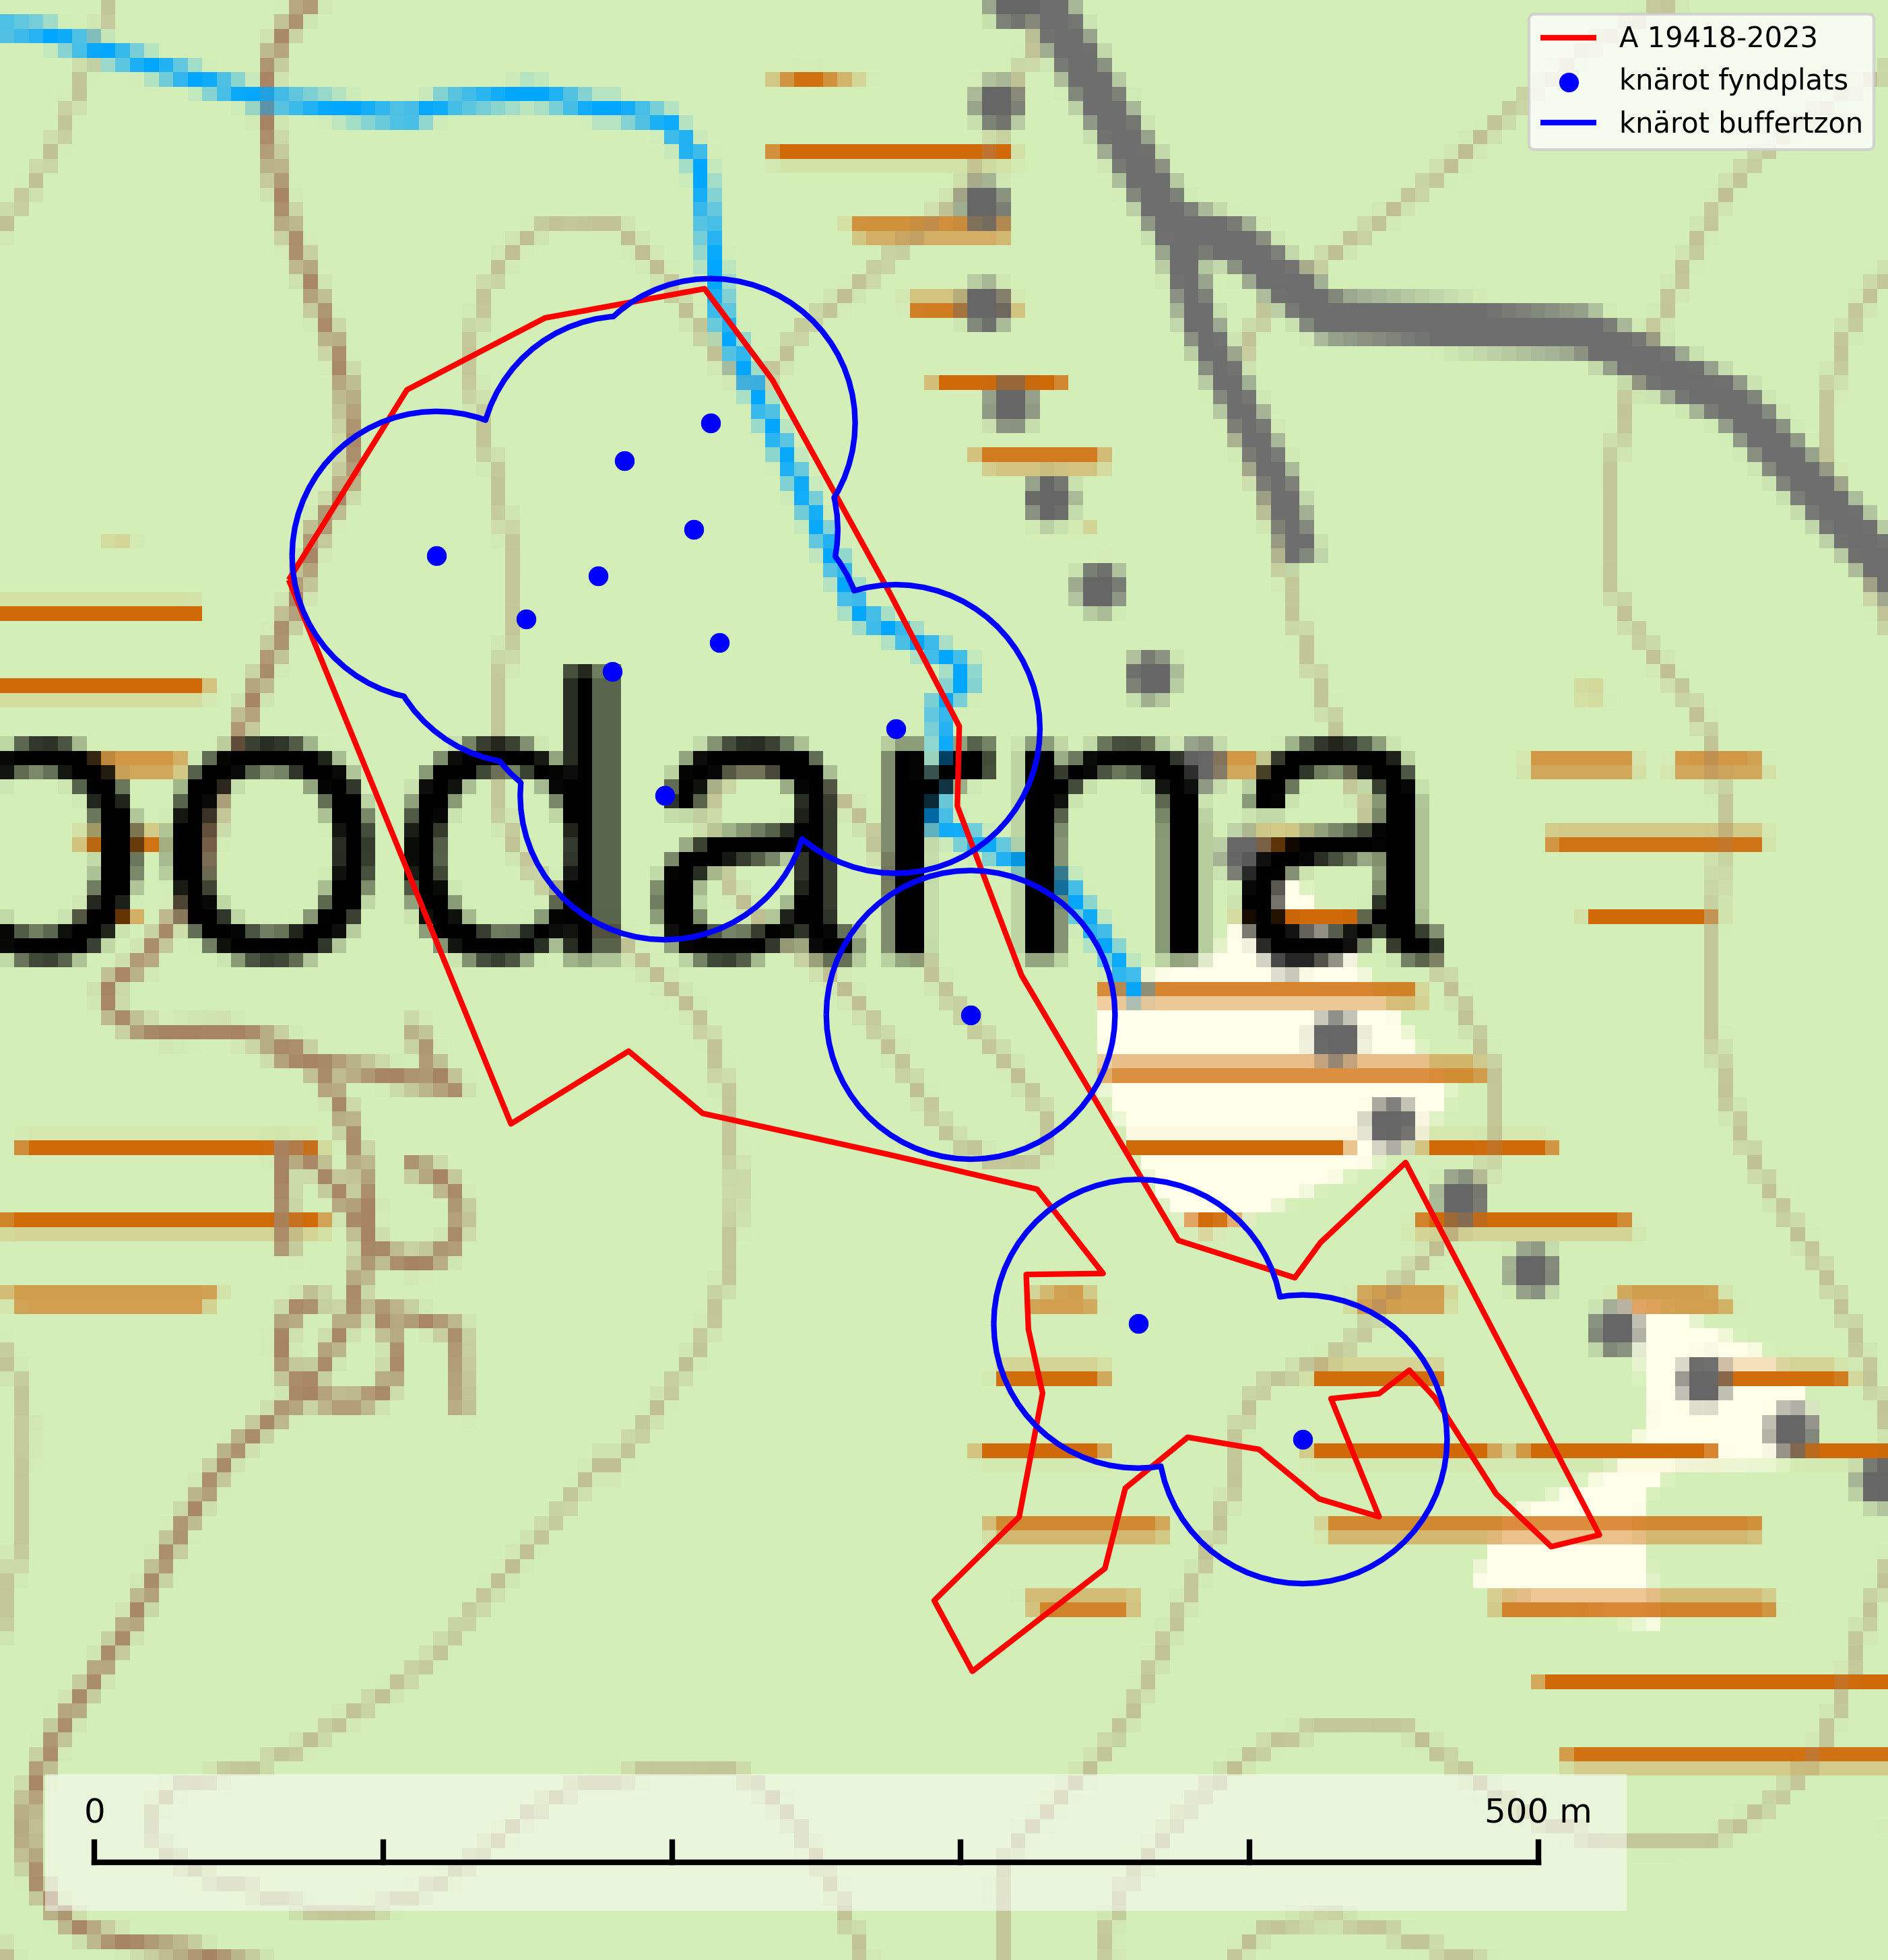 A 19418-2023
knärot fyndplats
knärot buffertzon
odarna
0
500 m